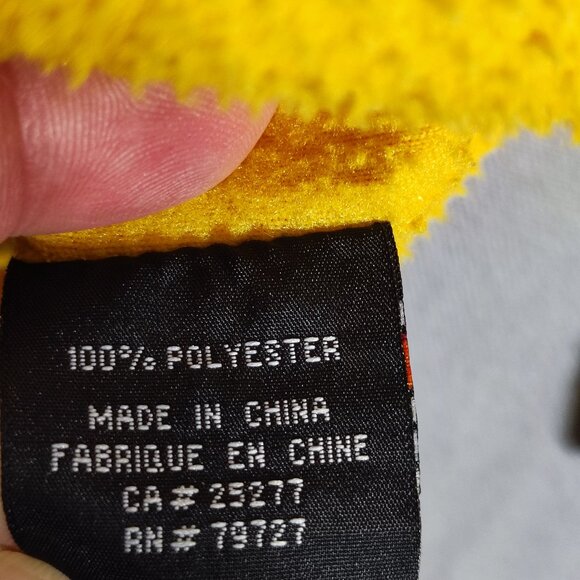 100% POLYESTER
MADE IN CHINA
FABRIQUE EN CHINE
CA# 25277
RN# 79727